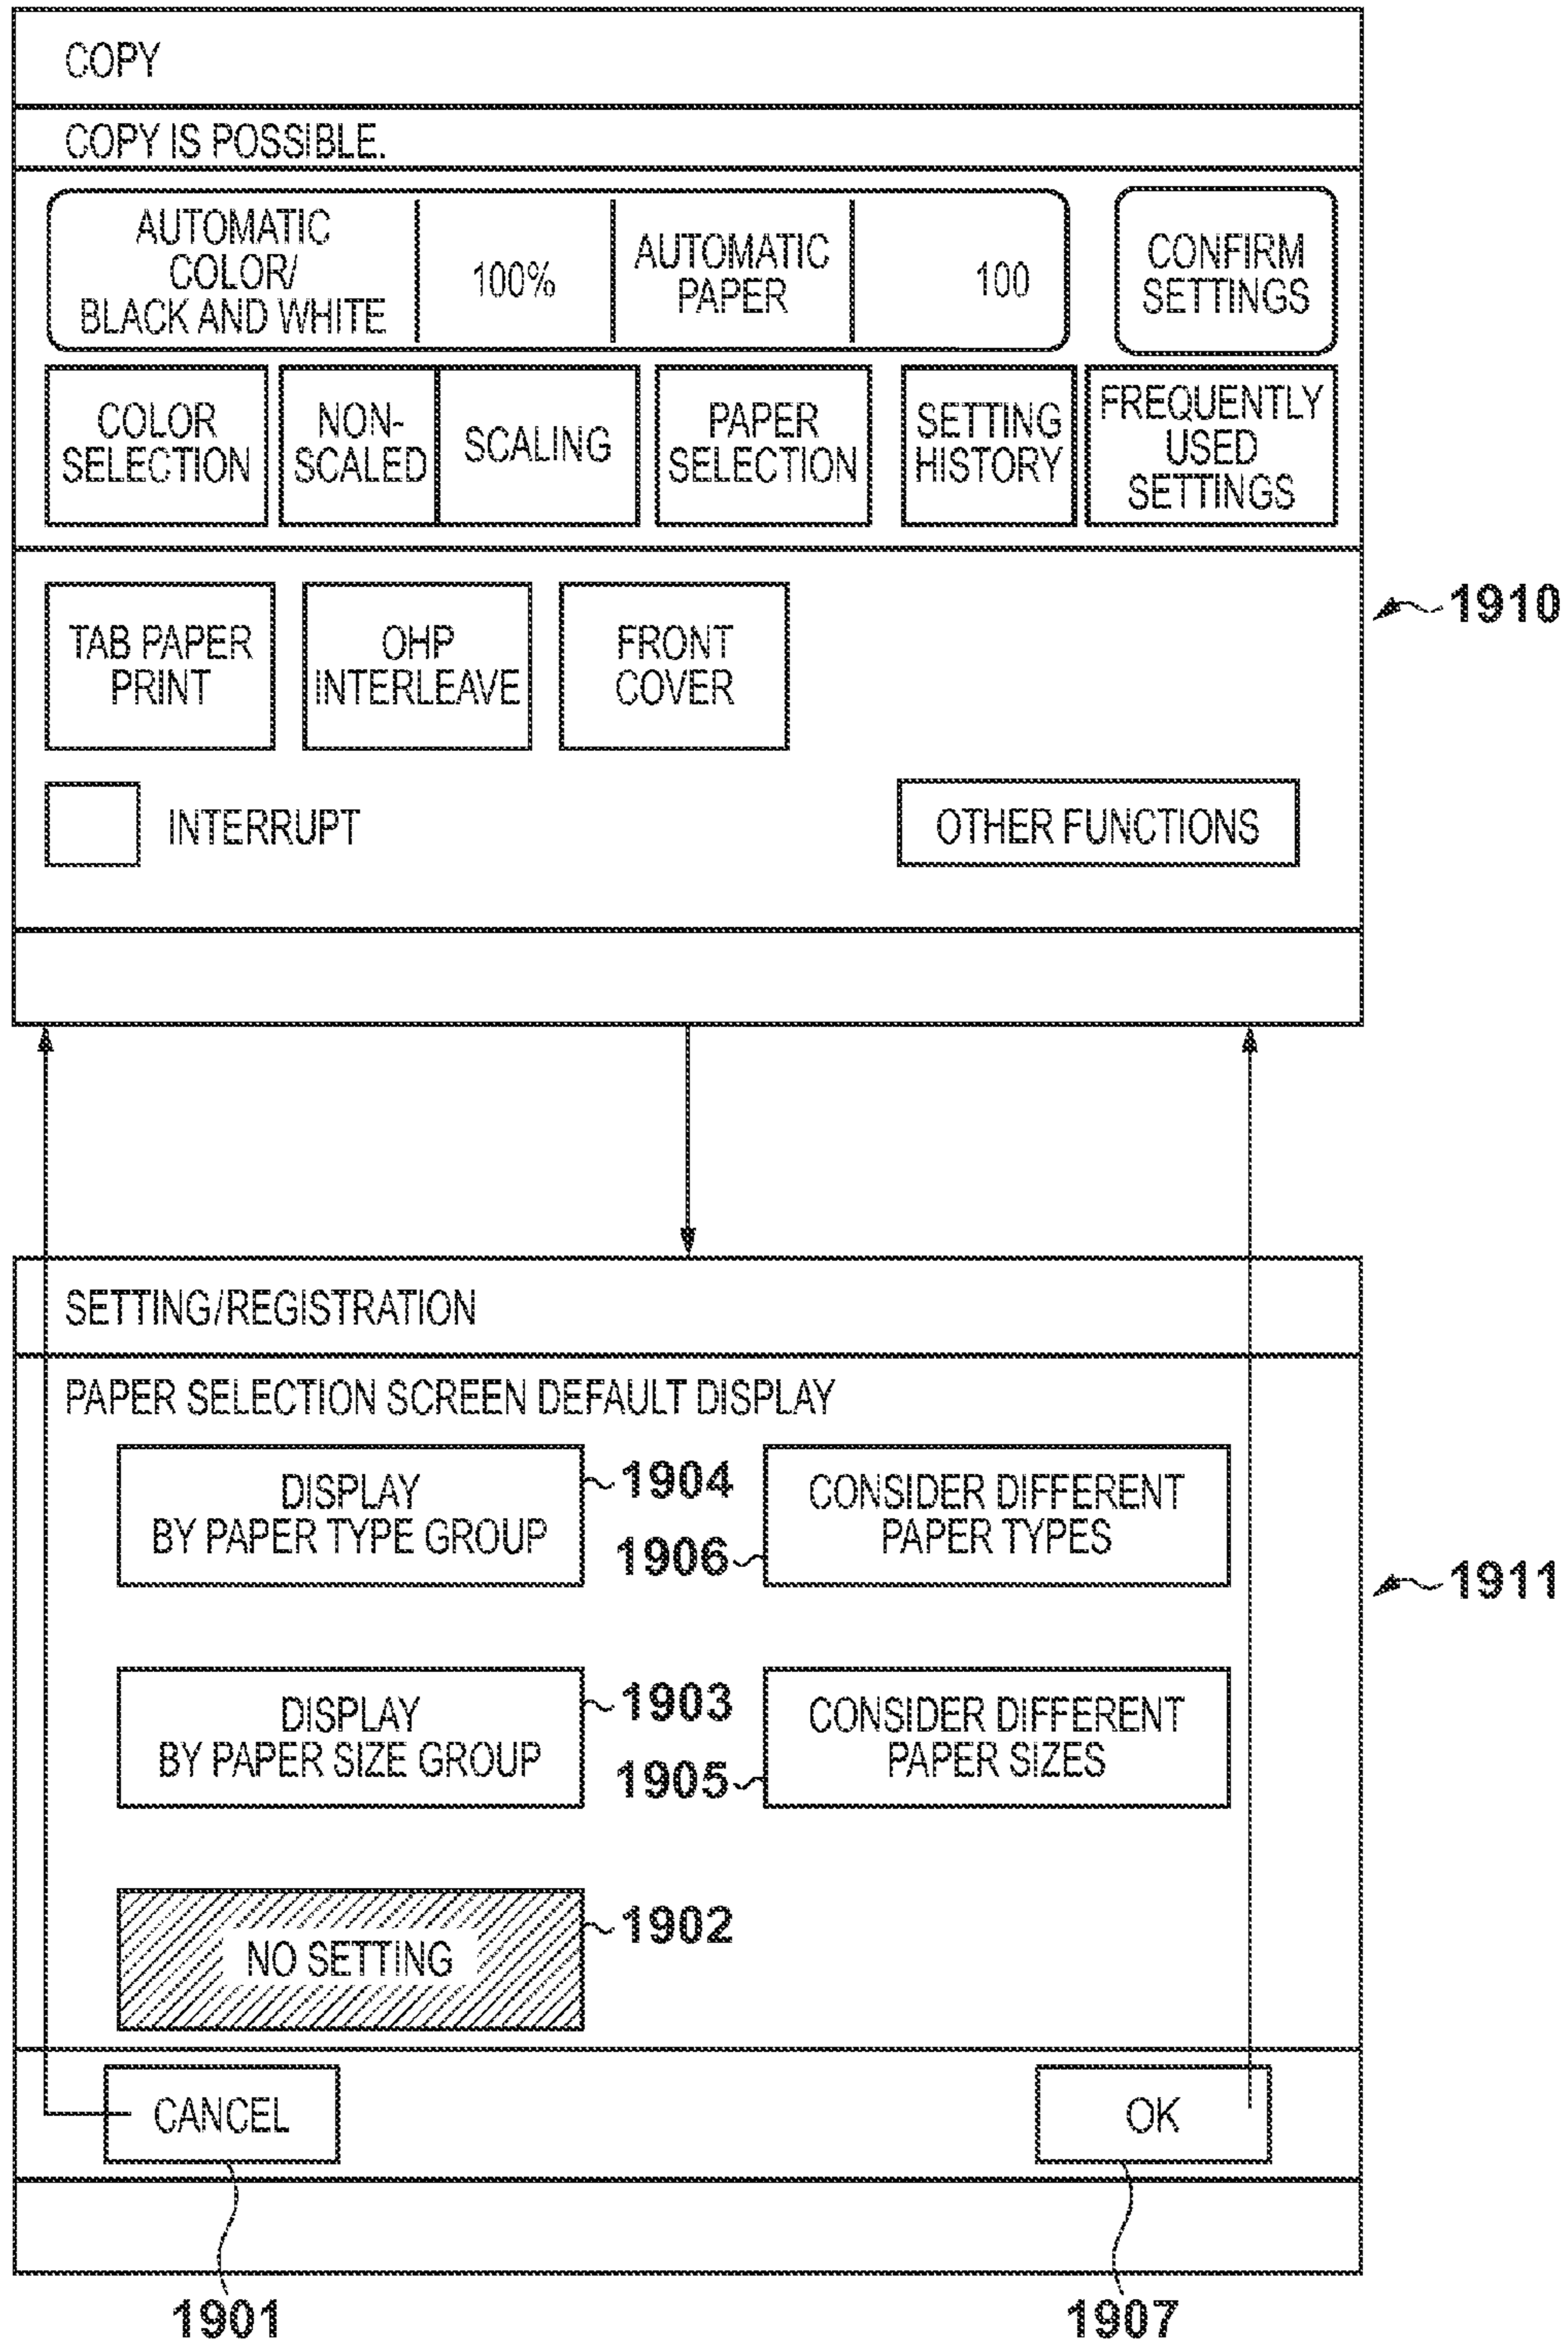 COPY
COPY IS POSSIBLE.
AUTOMATIC
COLOR/
BLACK AND WHITE
100%
AUTOMATIC
PAPER
100
CONFIRM
SETTINGS
COLOR
SELECTION
NON-
SCALED
SCALING
PAPER
SELECTION
SETTING
HISTORY
FREQUENTLY
USED
SETTINGS
1910
TAB PAPER
PRINT
OHP
INTERLEAVE
FRONT
COVER
INTERRUPT
OTHER FUNCTIONS
SETTING/REGISTRATION
PAPER SELECTION SCREEN DEFAULT DISPLAY
DISPLAY
BY PAPER TYPE GROUP
1904
1906
CONSIDER DIFFERENT
PAPER TYPES
1911
DISPLAY
BY PAPER SIZE GROUP
1903
1905
CONSIDER DIFFERENT
PAPER SIZES
NO SETTING
1902
CANCEL
OK
1901
1907